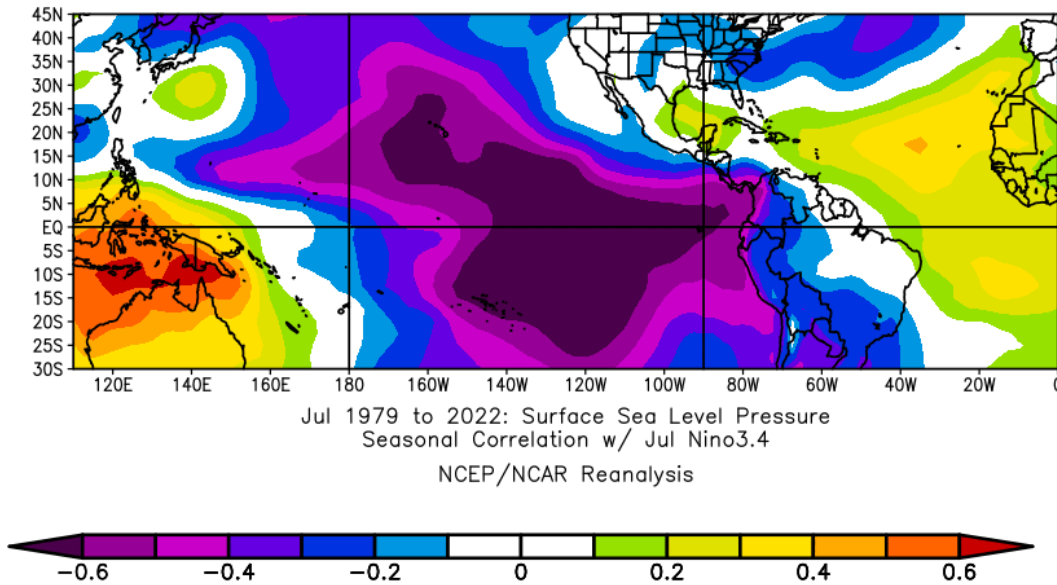 45N
40N
35N
30N
25N
20N
15N
10N
5N
EQ
5S
10S
15S
20S
25S
30S
120E 140E 160E 180 160W 140W 120W 100W 80W 60W 40W 20W 0
Jul 1979 to 2022: Surface Sea Level Pressure
Seasonal Correlation w/ Jul Nino3.4
NCEP/NCAR Reanalysis
-0.6 -0.4 -0.2 0 0.2 0.4 0.6